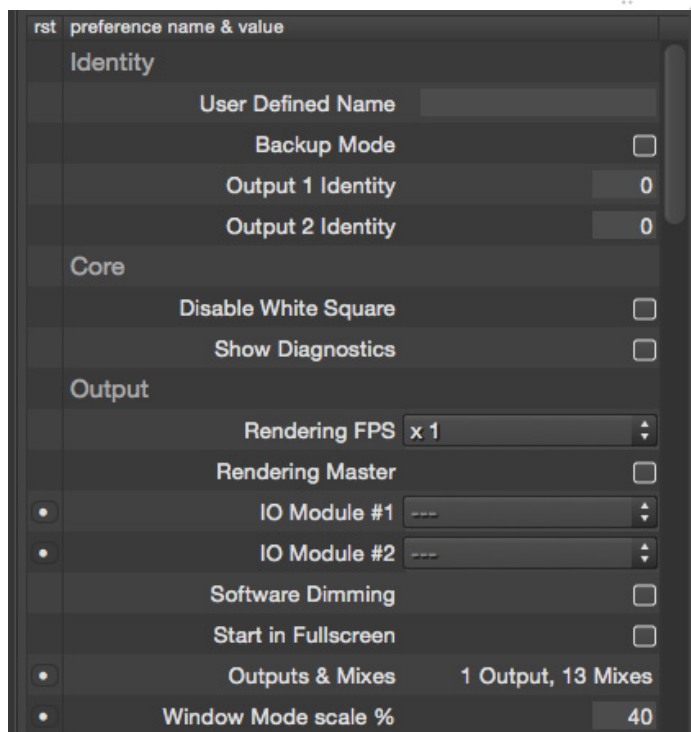 rst preference name & value
Identity
User Defined Name
Backup Mode
Output 1 Identity 0
Output 2 Identity 0
Core
Disable White Square
Show Diagnostics
Output
Rendering FPS x 1
Rendering Master
IO Module #1 ---
IO Module #2 ---
Software Dimming
Start in Fullscreen
Outputs & Mixes 1 Output, 13 Mixes
Window Mode scale % 40